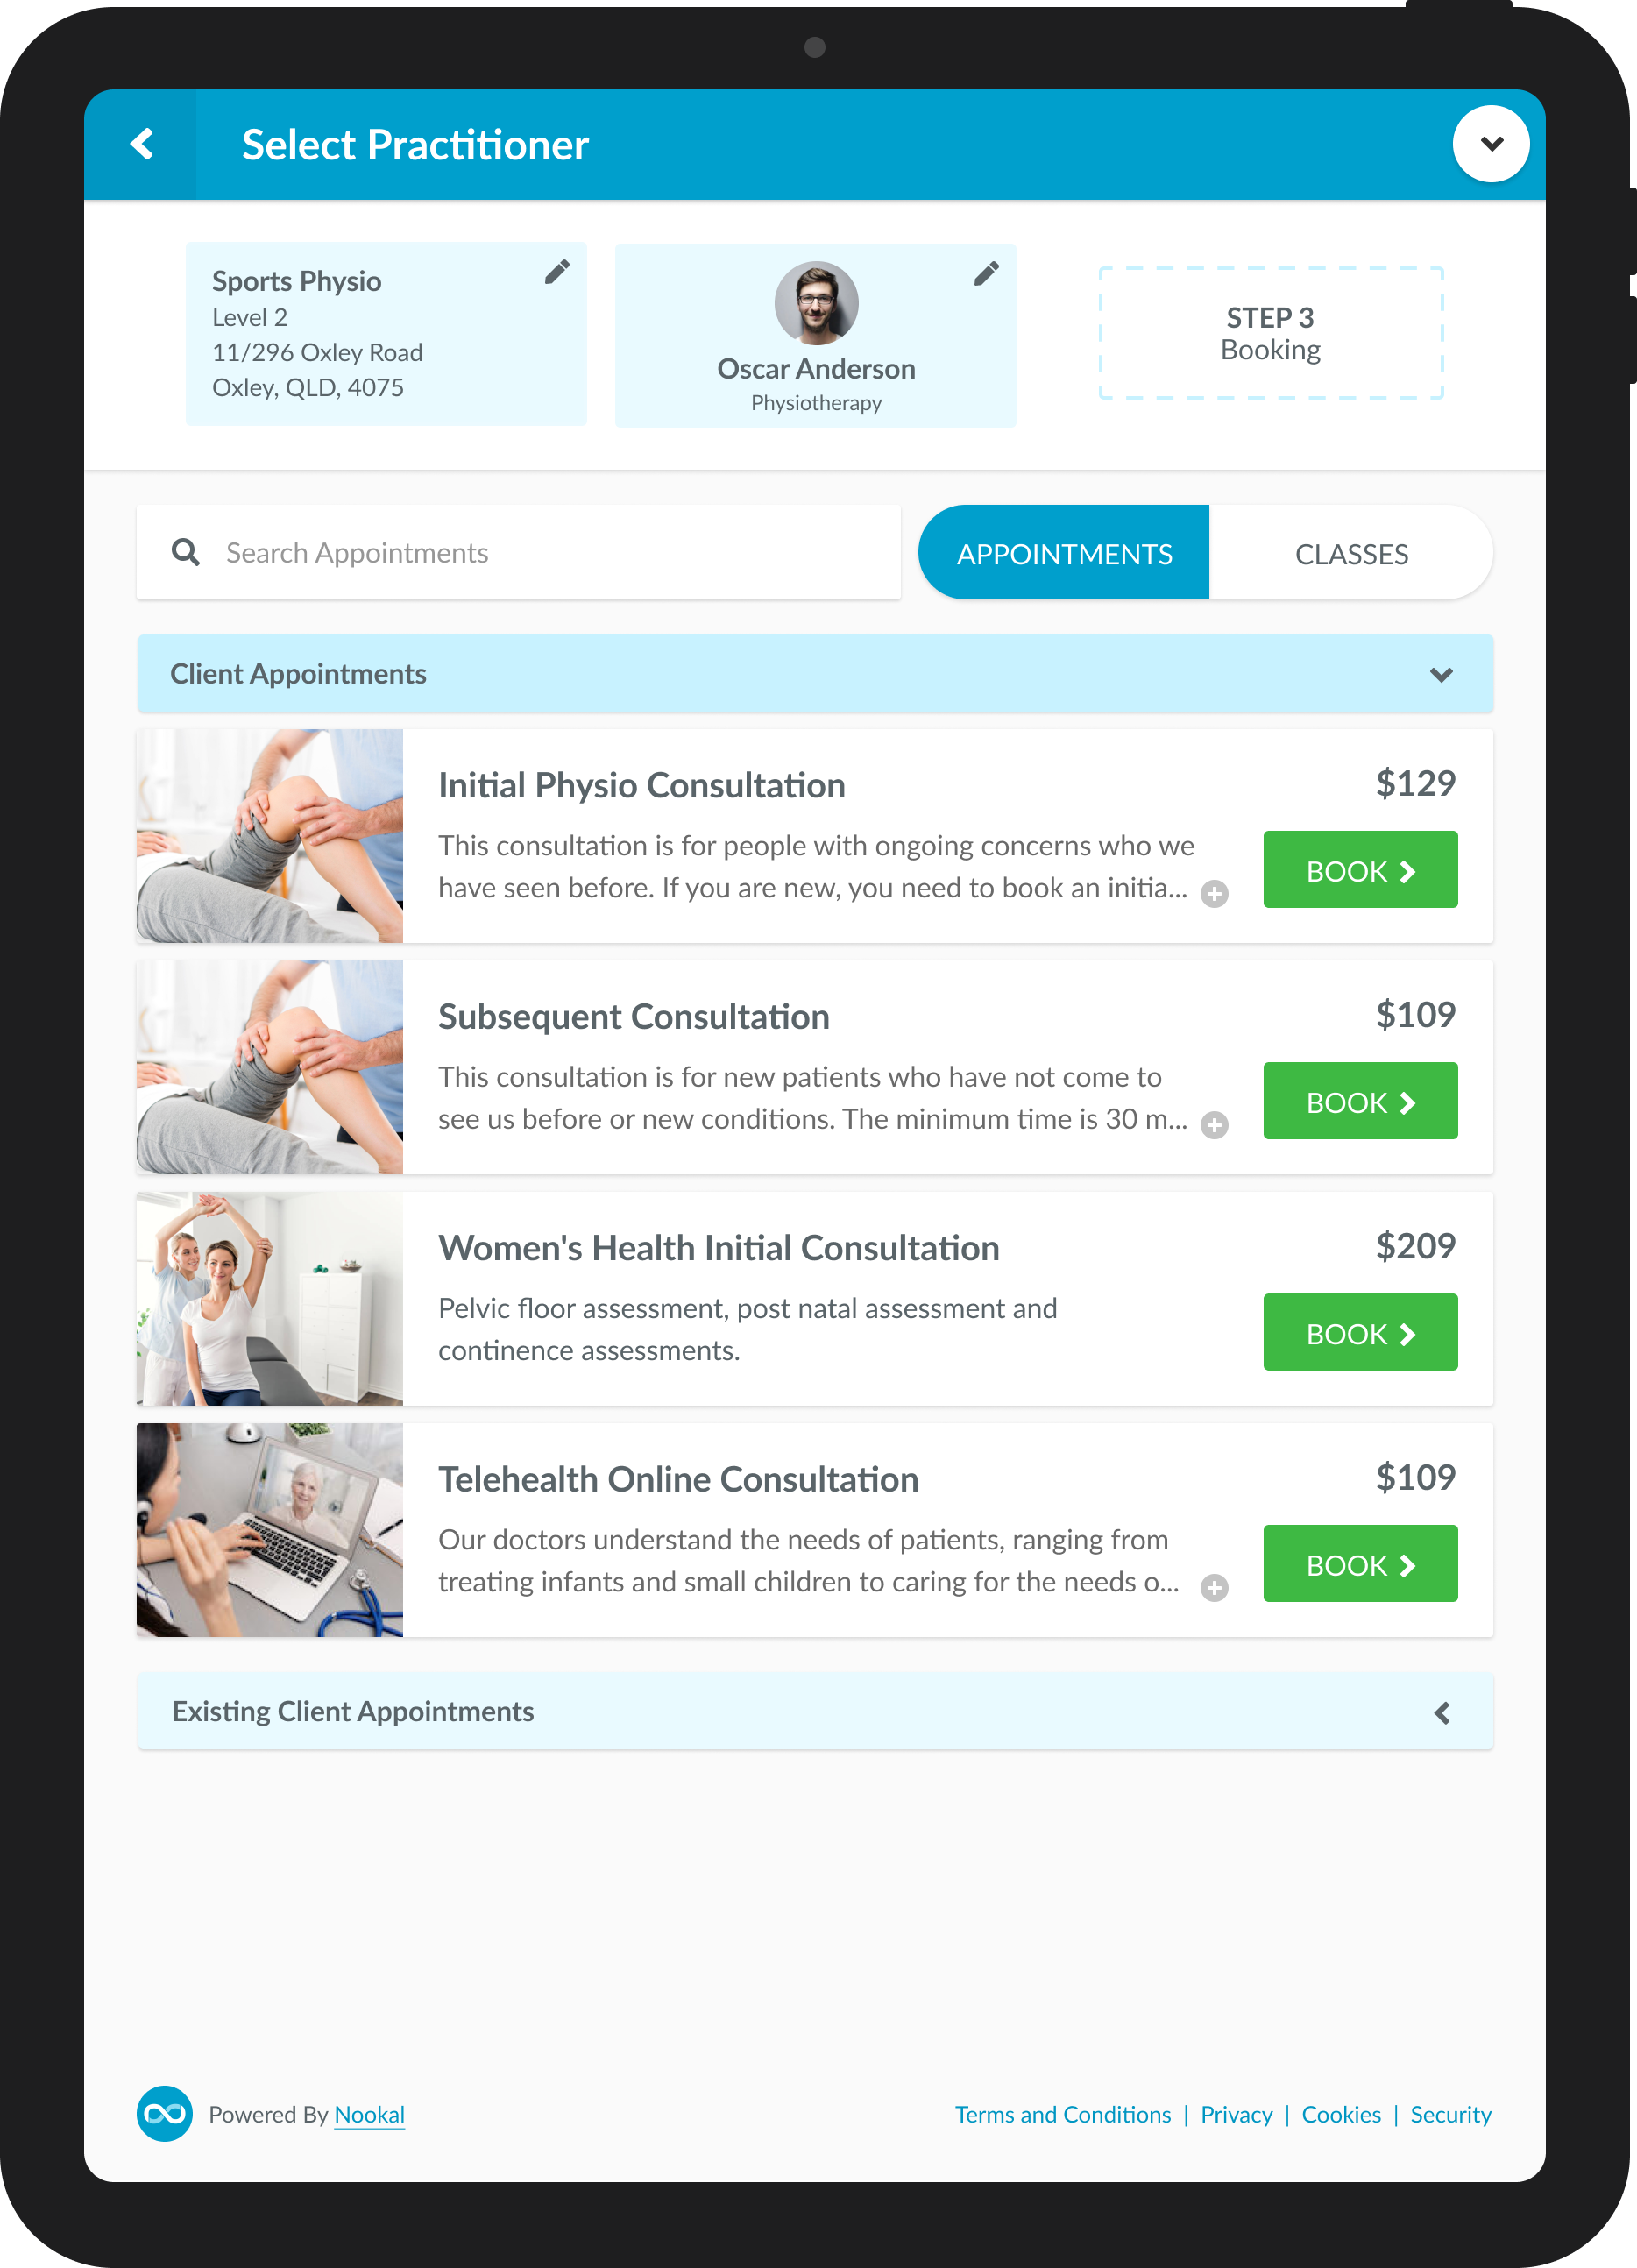 Select Practitioner
Sports Physio
Level 2
11/296 Oxley Road
Oxley, QLD, 4075
Oscar Anderson
Physiotherapy
STEP 3
Booking
Search Appointments
APPOINTMENTS
CLASSES
Client Appointments
Initial Physio Consultation
$129
This consultation is for people with ongoing concerns who we
have seen before. If you are new, you need to book an initia...
BOOK
Subsequent Consultation
$109
This consultation is for new patients who have not come to
see us before or new conditions. The minimum time is 30 m...
BOOK
Women's Health Initial Consultation
$209
Pelvic floor assessment, post natal assessment and
continence assessments.
BOOK
Telehealth Online Consultation
$109
Our doctors understand the needs of patients, ranging from
treating infants and small children to caring for the needs o...
BOOK
Existing Client Appointments
Powered By Nookal
Terms and Conditions | Privacy | Cookies | Security